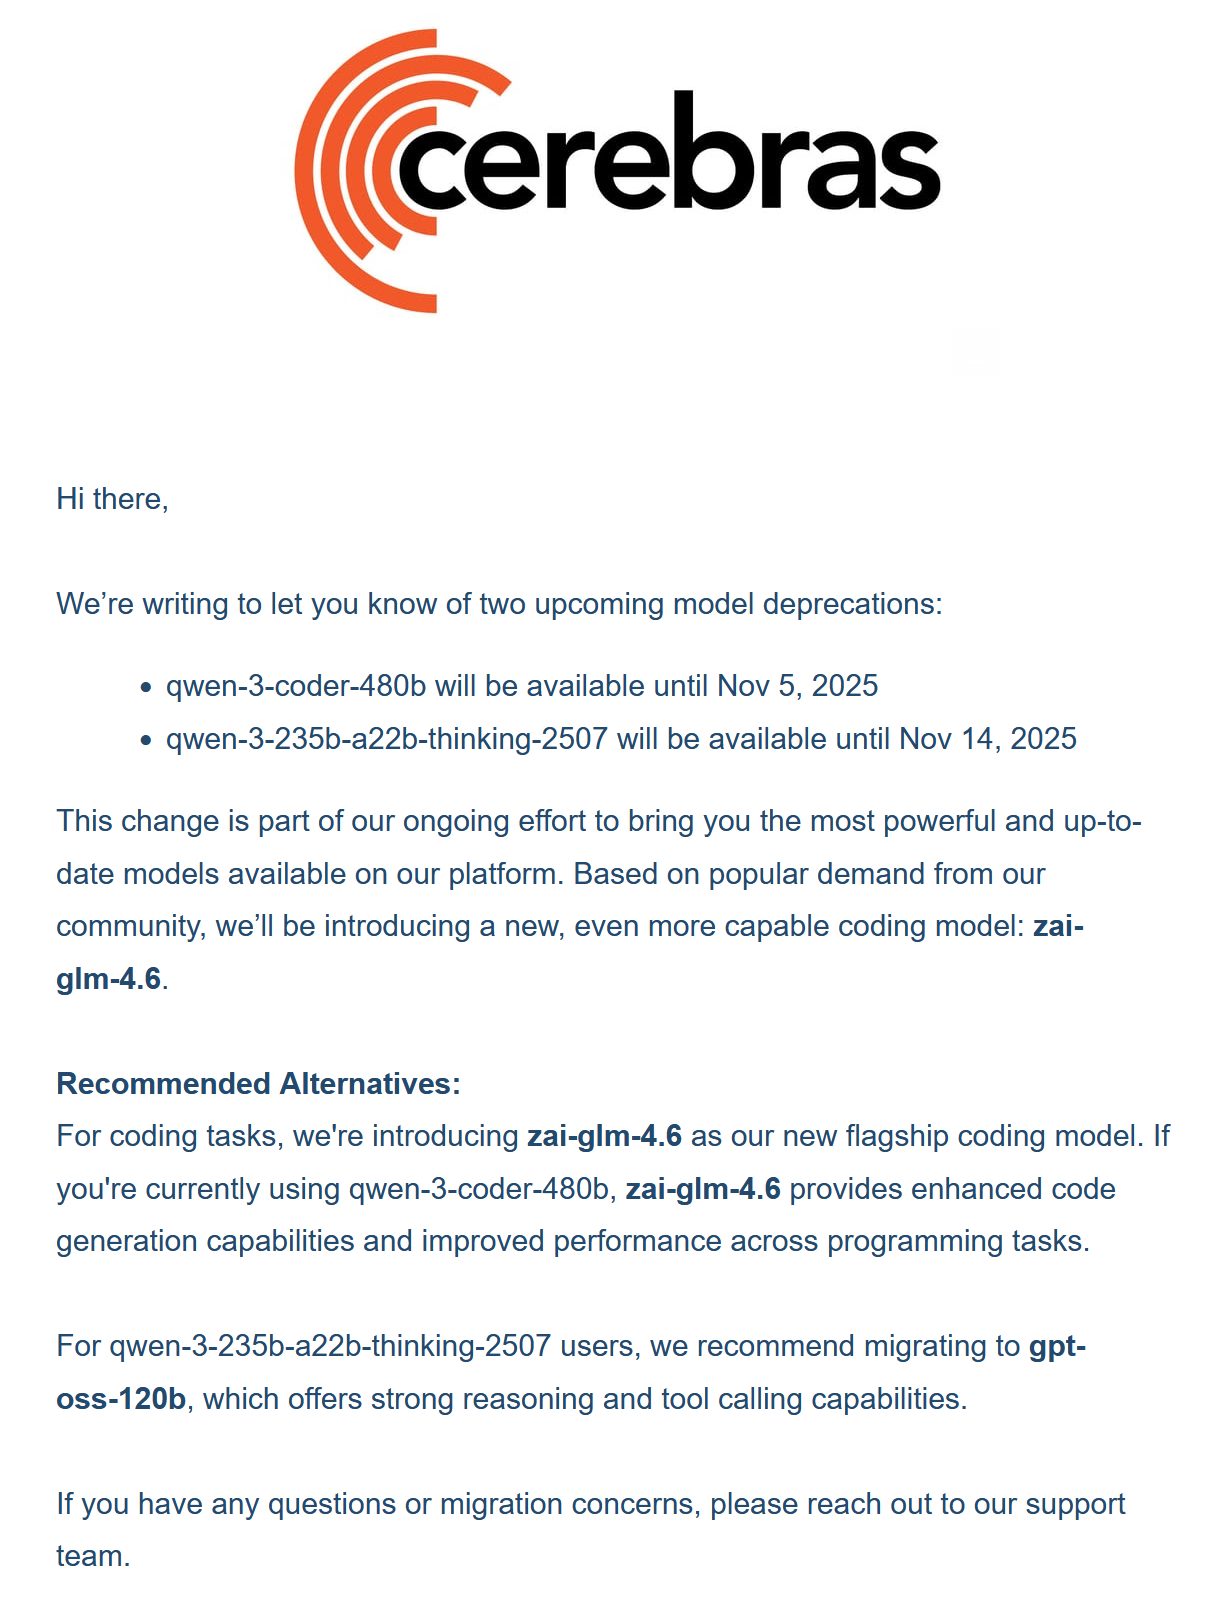 cerebras
Hi there,
We’re writing to let you know of two upcoming model deprecations:
• qwen-3-coder-480b will be available until Nov 5, 2025
• qwen-3-235b-a22b-thinking-2507 will be available until Nov 14, 2025
This change is part of our ongoing effort to bring you the most powerful and up-to-
date models available on our platform. Based on popular demand from our
community, we’ll be introducing a new, even more capable coding model: zai-
glm-4.6.
Recommended Alternatives:
For coding tasks, we're introducing zai-glm-4.6 as our new flagship coding model. If
you're currently using qwen-3-coder-480b, zai-glm-4.6 provides enhanced code
generation capabilities and improved performance across programming tasks.
For qwen-3-235b-a22b-thinking-2507 users, we recommend migrating to gpt-
oss-120b, which offers strong reasoning and tool calling capabilities.
If you have any questions or migration concerns, please reach out to our support
team.